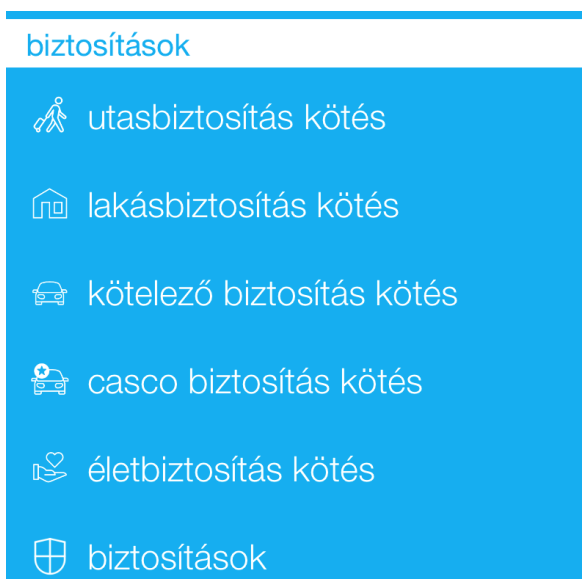 biztosítások
utasbiztosítás kötés
lakásbiztosítás kötés
kötelező biztosítás kötés
casco biztosítás kötés
életbiztosítás kötés
biztosítások